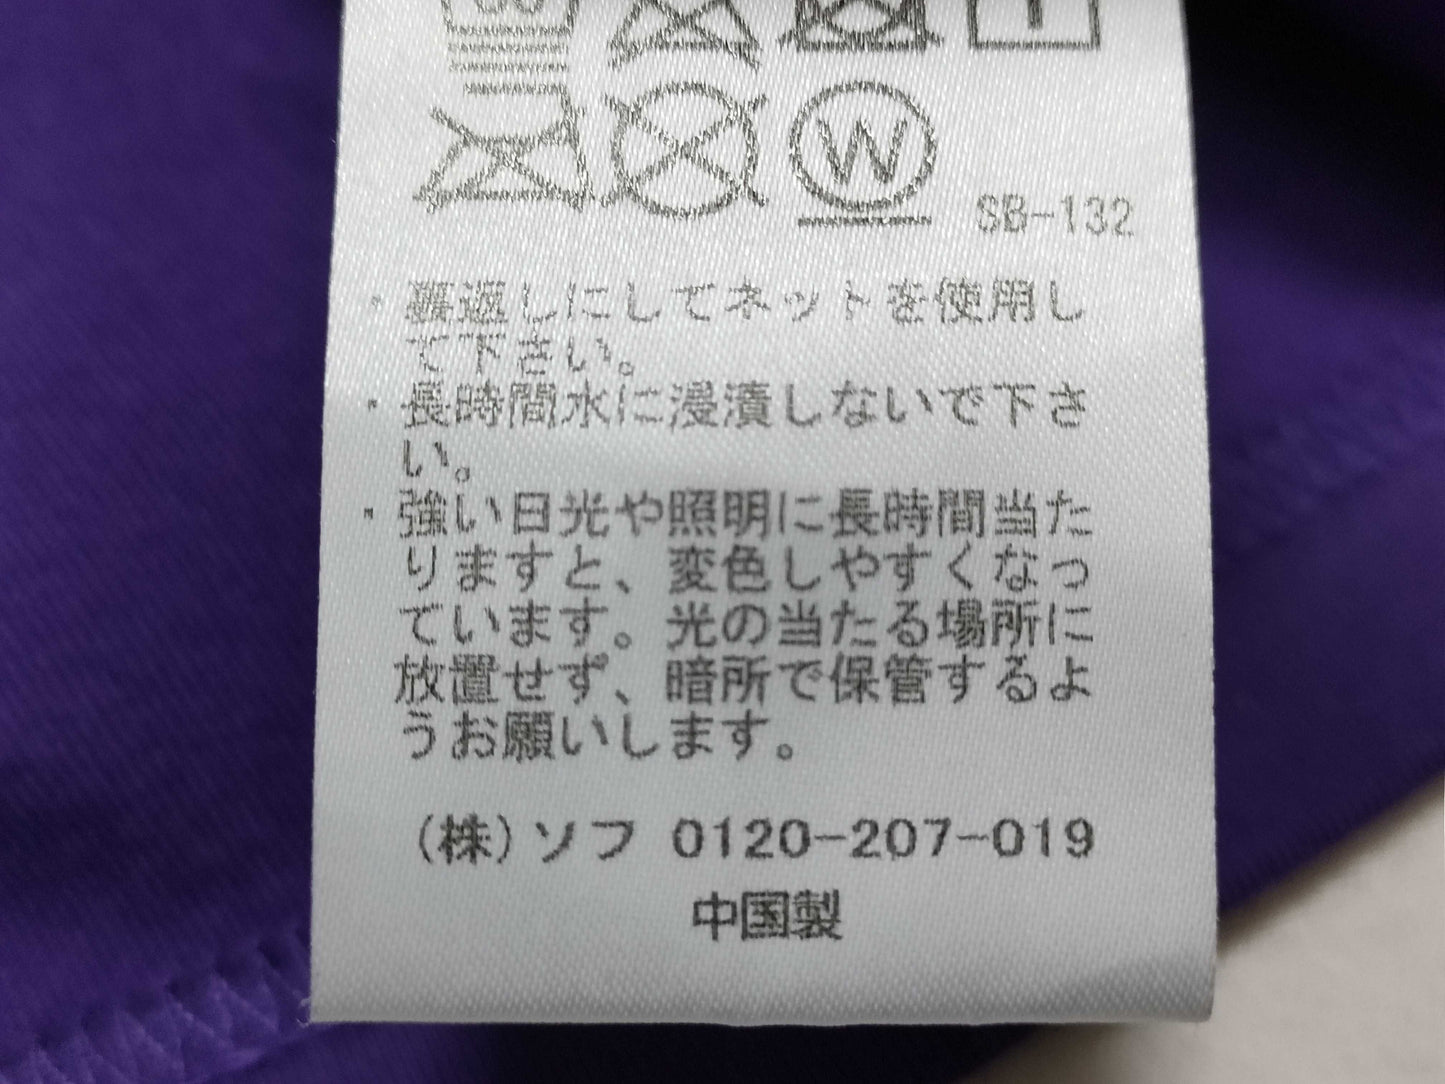 W
SB-132
・裏返しにしてネットを使用し
て下さい。
・長時間水に浸漬しないで下さ
い。
・強い日光や照明に長時間当た
りますと、変色しやすくなっ
ています。光の当たる場所に
放置せず、暗所で保管するよ
うお願いします。
(株)ソフ 0120-207-019
中国製